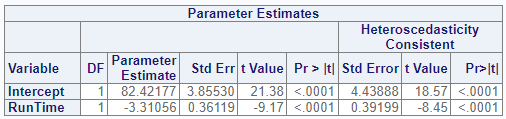 Parameter Estimates
Heteroscedasticity
Consistent
Variable DF Parameter Estimate Std Err t Value Pr > |t| Std Error t Value Pr>|t|
Intercept 1 82.42177 3.85530 21.38 <.0001 4.43888 18.57 <.0001
RunTime 1 -3.31056 0.36119 -9.17 <.0001 0.39199 -8.45 <.0001